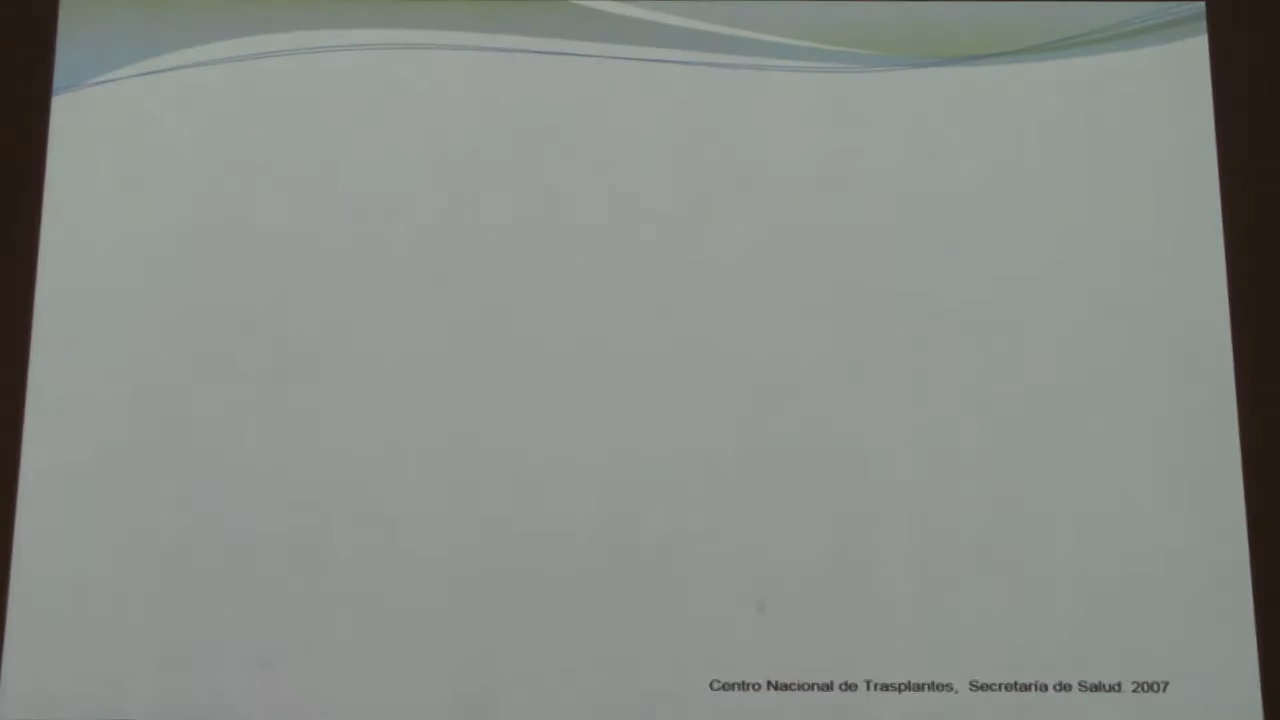 Centro Nacional de Trasplantes,  Secretaría de Salud. 2007